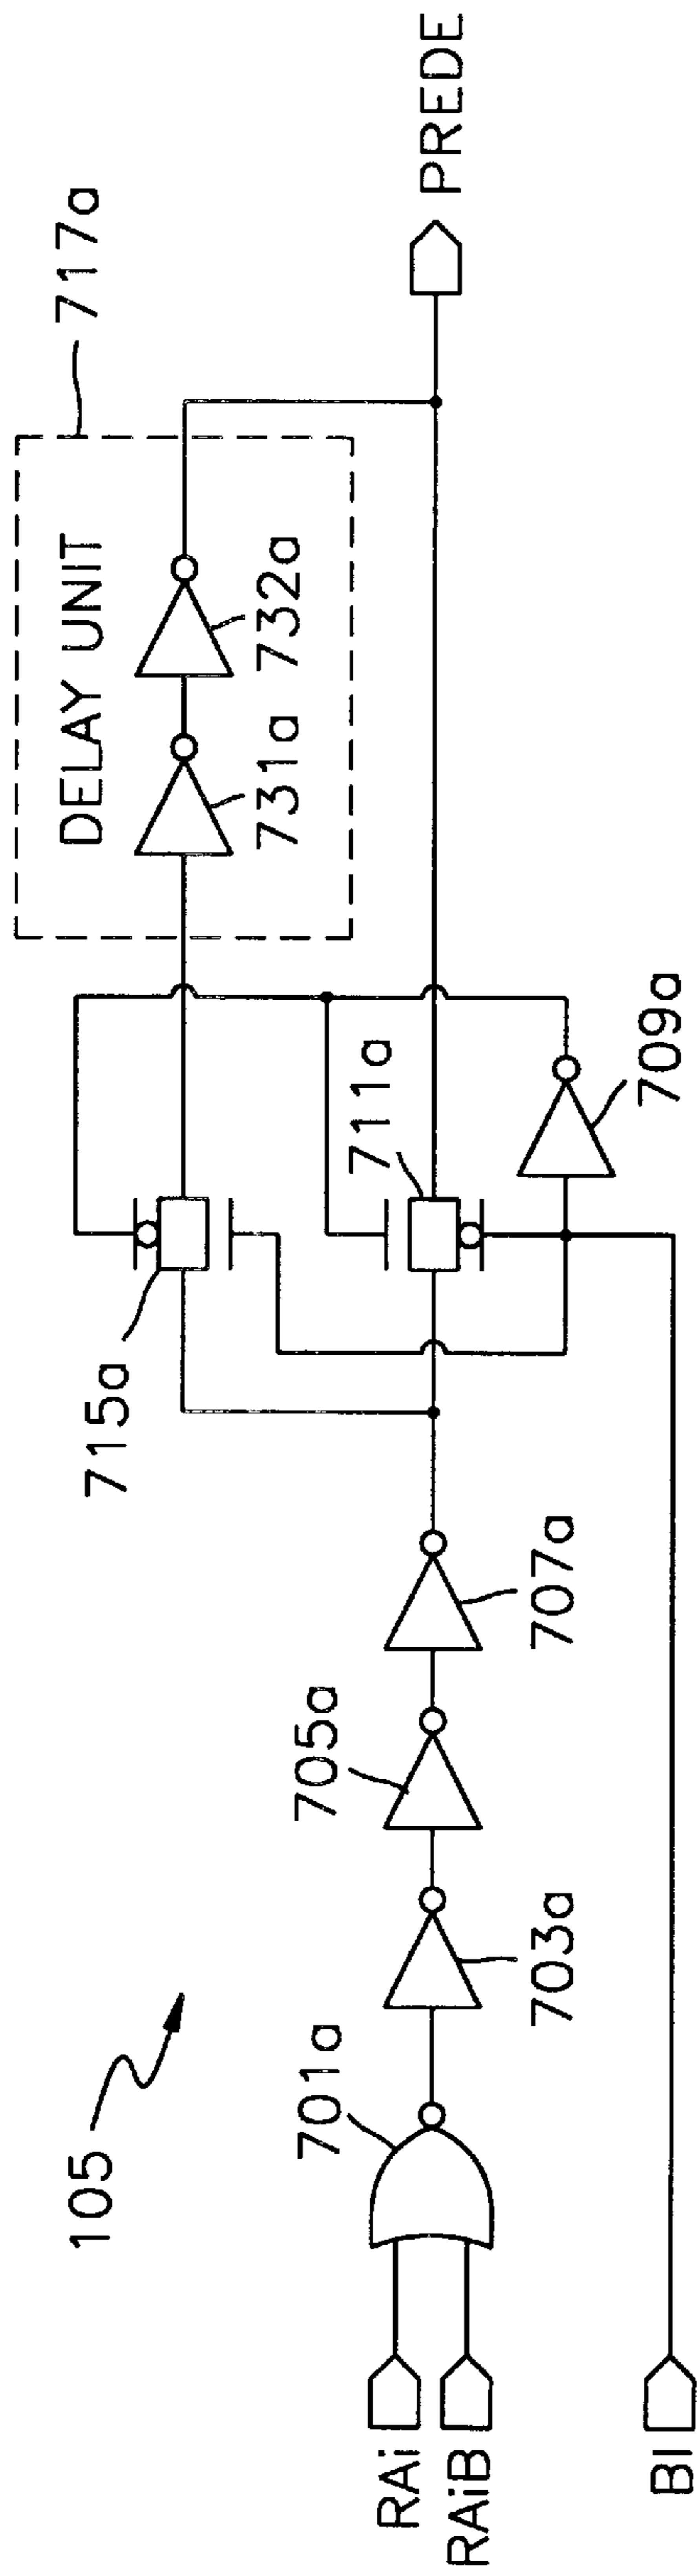 105
RAi
RAiB
BI
701a
703a
705a
707a
715a
711a
709a
DELAY UNIT
731a
732a
717a
PREDE